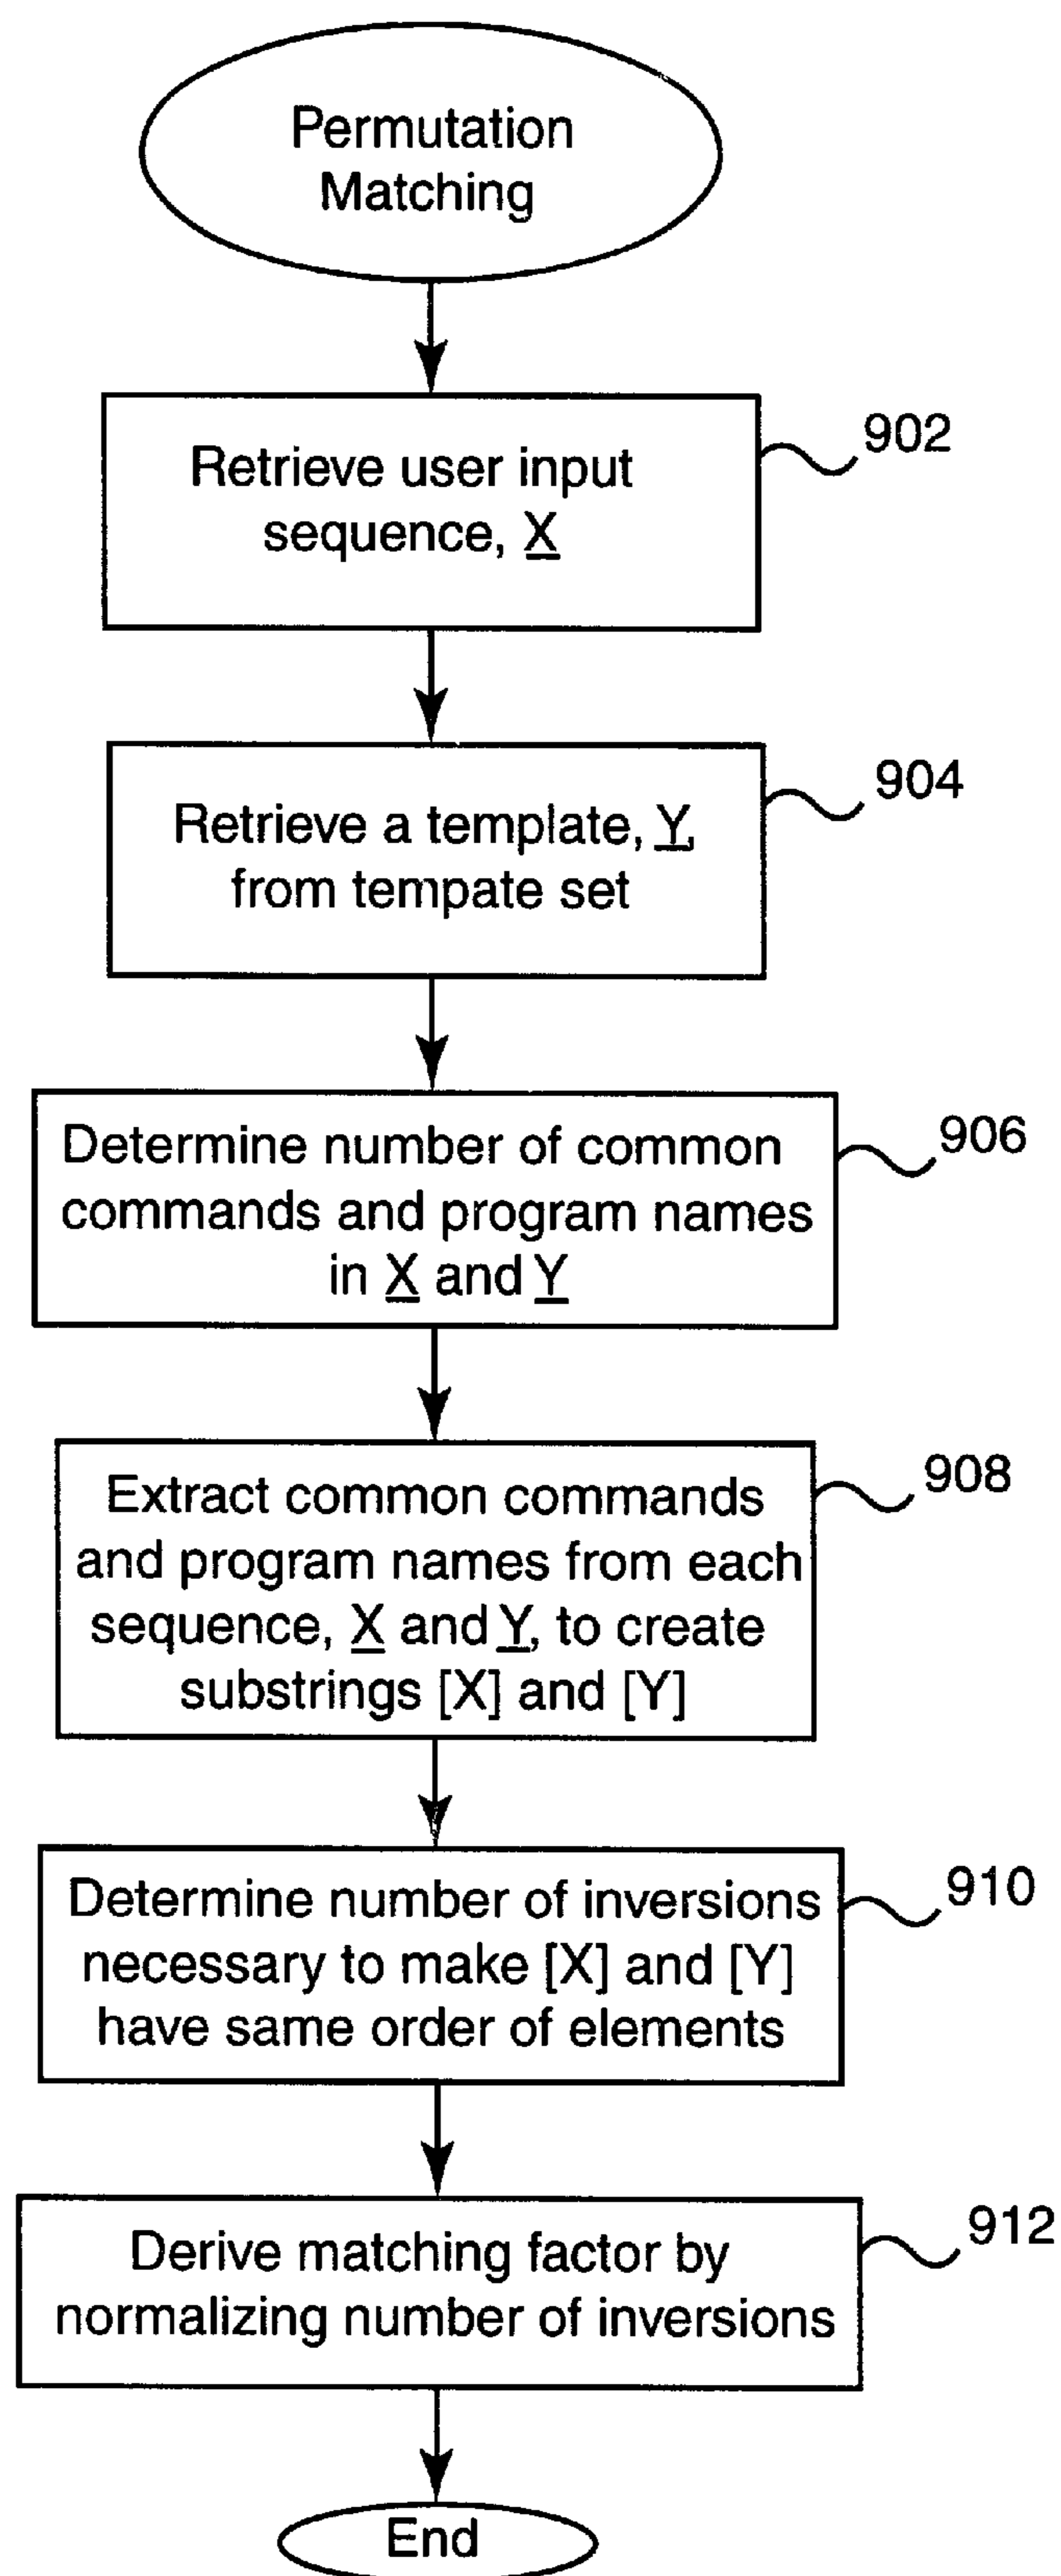 Permutation
Matching
902
Retrieve user input
sequence, X
904
Retrieve a template, Y,
from tempate set
906
Determine number of common
commands and program names
in X and Y
908
Extract common commands
and program names from each
sequence, X and Y, to create
substrings [X] and [Y]
910
Determine number of inversions
necessary to make [X] and [Y]
have same order of elements
912
Derive matching factor by
normalizing number of inversions
End